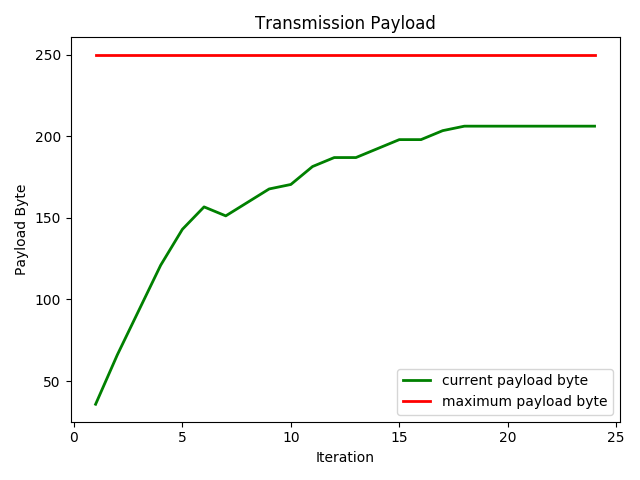 Transmission Payload
250
200
150
100
50
Payload Byte
current payload byte
maximum payload byte
0 5 10 15 20 25
Iteration